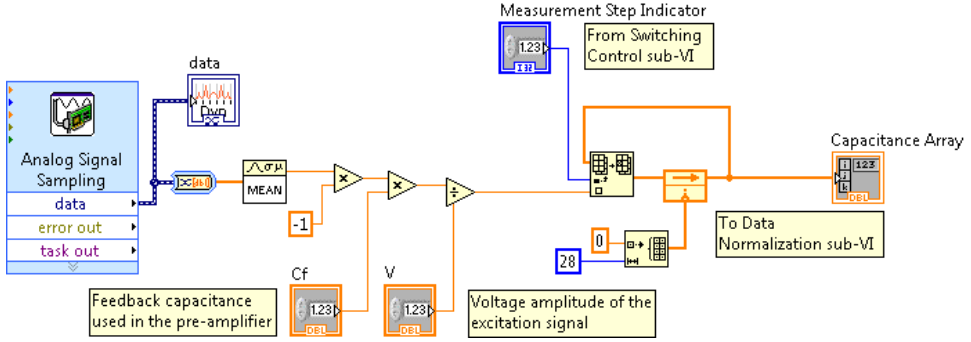 Measurement Step Indicator
1.23
I32
From Switching
Control sub-VI
data
Analog Signal
Sampling
data
error out
task out
MEAN
-1
Capacitance Array
123
i
j
k
DBL
To Data
Normalization sub-VI
0
28
i
Cf
1.23
DBL
V
1.23
DBL
Feedback capacitance
used in the pre-amplifier
Voltage amplitude of the
excitation signal